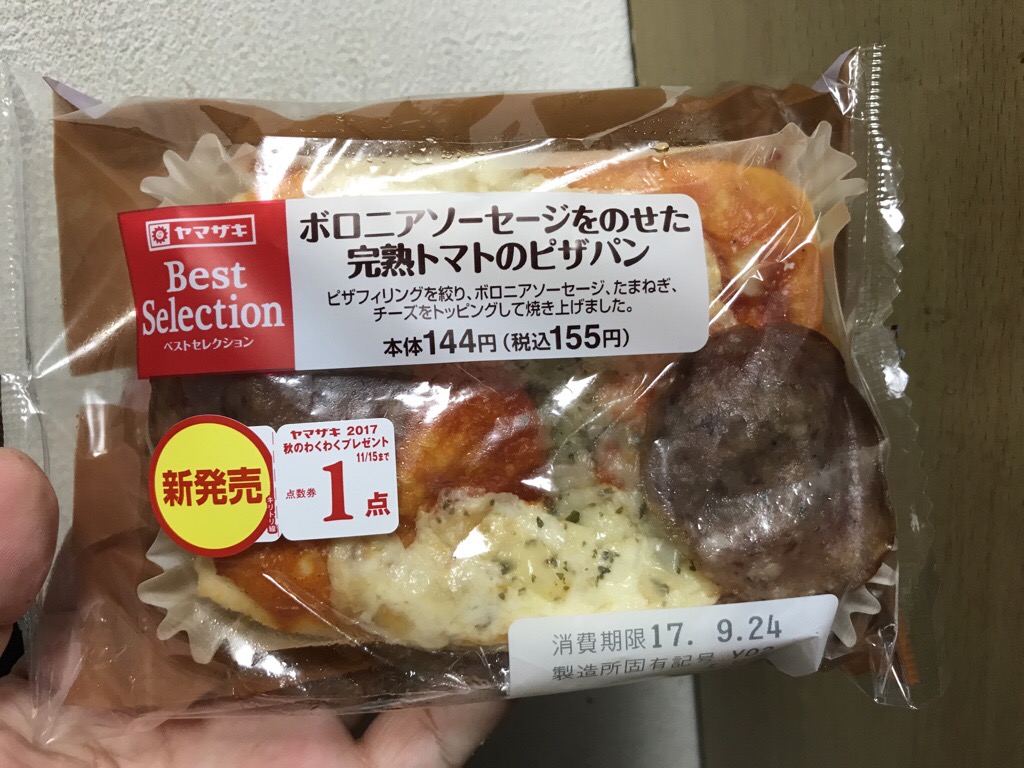 ヤマザキ
Best
Selection
ベストセレクション
ボロニアソーセージをのせた
完熟トマトのピザパン
ピザフィリングを絞り、ボロニアソーセージ、たまねぎ、
チーズをトッピングして焼き上げました。
本体144円(税込155円)
新発売
キリトリ線
ヤマザキ 2017
秋のわくわくプレゼント
11/15まで
点数券 1点
消費期限17. 9.24
製造所固有記号